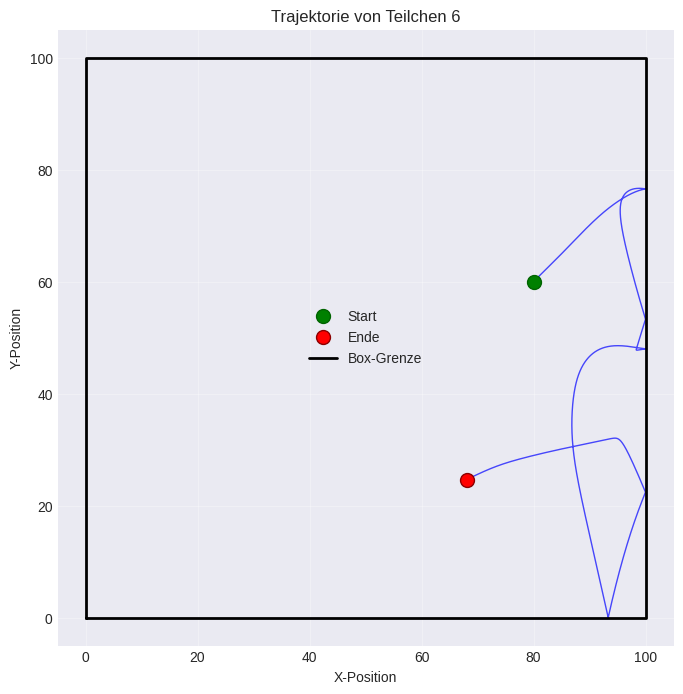 Trajektorie von Teilchen 6
100
80
60
40
20
0
Y-Position
Start
Ende
Box-Grenze
0 20 40 60 80 100
X-Position